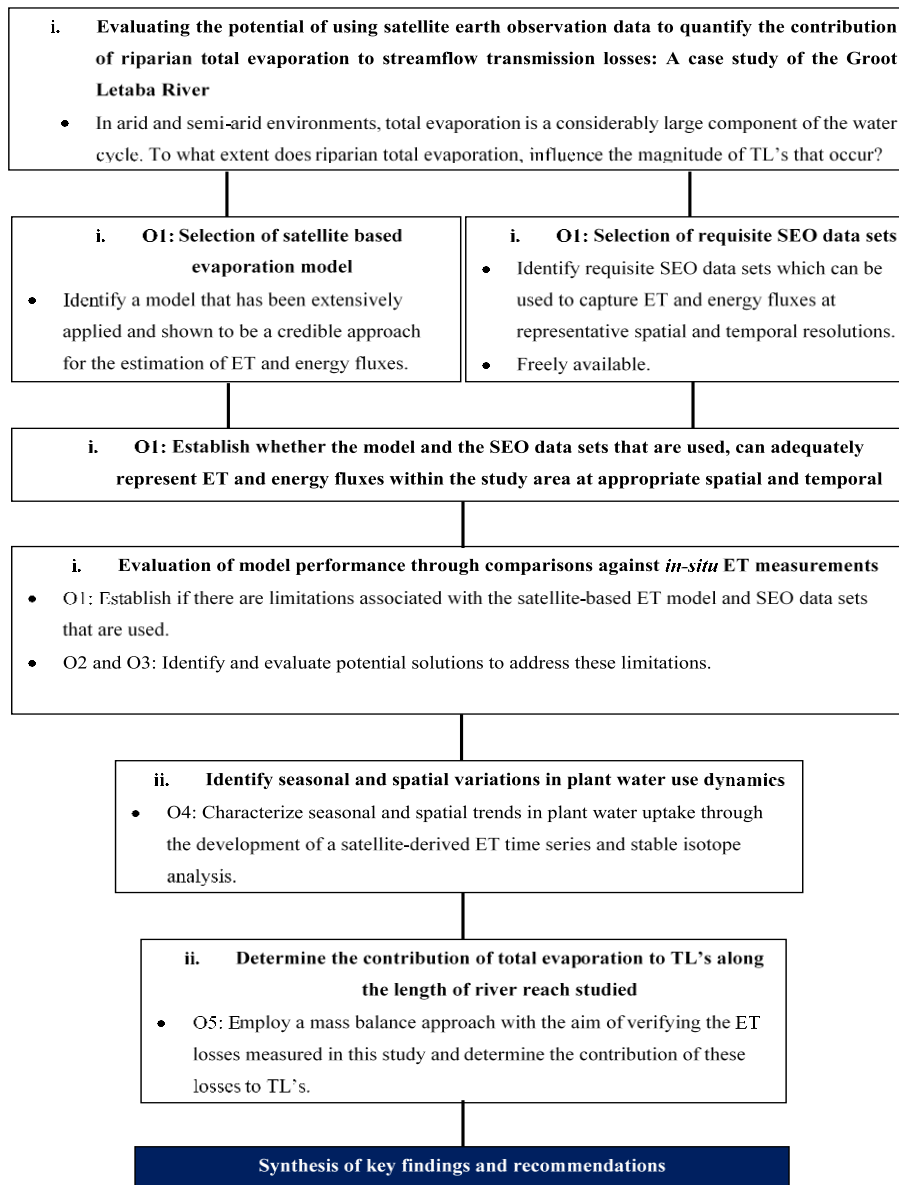 i. Evaluating the potential of using satellite earth observation data to quantify the contribution
of riparian total evaporation to streamflow transmission losses: A case study of the Groot
Letaba River
• In arid and semi-arid environments, total evaporation is a considerably large component of the water
cycle. To what extent does riparian total evaporation, influence the magnitude of TL's that occur?
i. O1: Selection of satellite based
evaporation model
• Identify a model that has been extensively
applied and shown to be a credible approach
for the estimation of ET and energy fluxes.
i. O1: Selection of requisite SEO data sets
• Identify requisite SEO data sets which can be
used to capture ET and energy fluxes at
representative spatial and temporal resolutions.
• Freely available.
i. O1: Establish whether the model and the SEO data sets that are used, can adequately
represent ET and energy fluxes within the study area at appropriate spatial and temporal
i. Evaluation of model performance through comparisons against in-situ ET measurements
• O1: Establish if there are limitations associated with the satellite-based ET model and SEO data sets
that are used.
• O2 and O3: Identify and evaluate potential solutions to address these limitations.
ii. Identify seasonal and spatial variations in plant water use dynamics
• O4: Characterize seasonal and spatial trends in plant water uptake through
the development of a satellite-derived ET time series and stable isotope
analysis.
ii. Determine the contribution of total evaporation to TL's along
the length of river reach studied
• O5: Employ a mass balance approach with the aim of verifying the ET
losses measured in this study and determine the contribution of these
losses to TL's.
Synthesis of key findings and recommendations